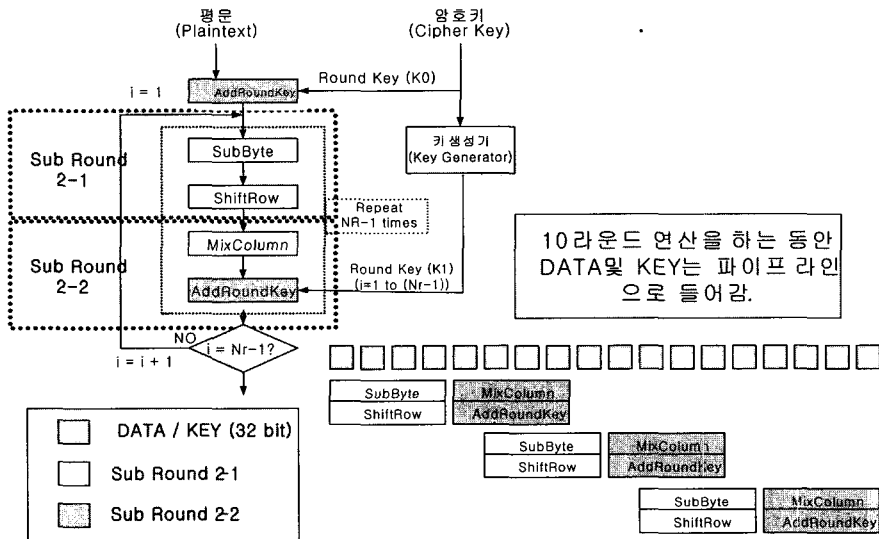 평문
(Plaintext)
암호키
(Cipher Key)
i = 1
AddRoundKey
Round Key (K0)
Sub Round
2-1
SubByte
ShiftRow
키생성기
(Key Generator)
Repeat
NR-1 times
Sub Round
2-2
MixColumn
AddRoundKey
Round Key (K1)
(i=1 to (Nr-1))
10라운드 연산을 하는 동안
DATA및 KEY는 파이프 라인
으로 들어감.
NO
i = i + 1
i = Nr-1?
SubByte
MixColumn
ShiftRow
AddRoundKey
SubByte
MixColumn
ShiftRow
AddRoundKey
SubByte
MixColumn
ShiftRow
AddRoundKey
DATA / KEY (32 bit)
Sub Round 2-1
Sub Round 2-2